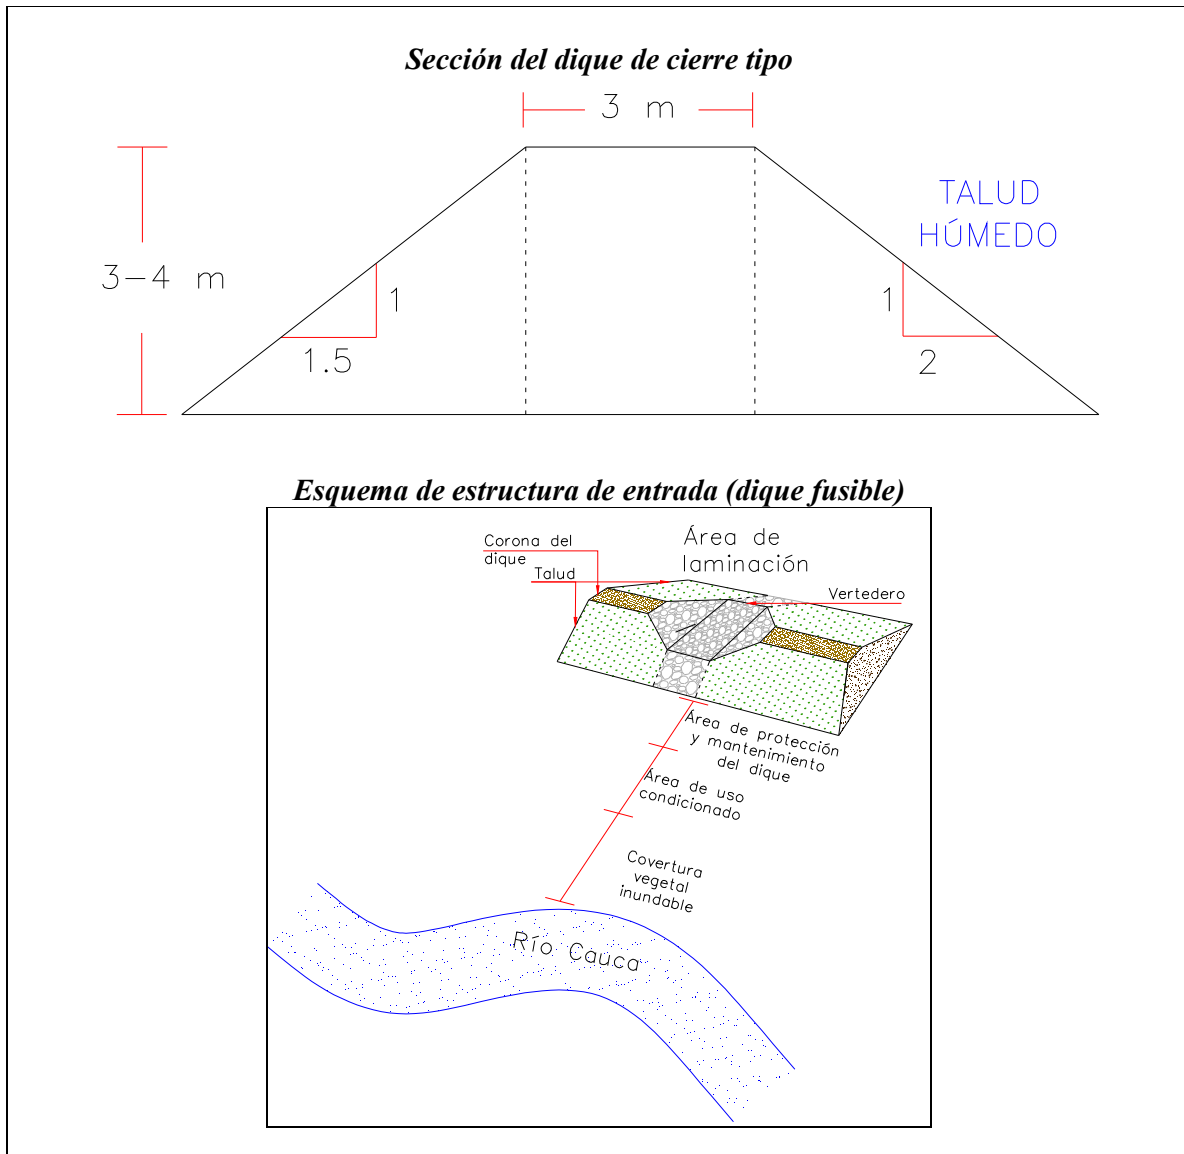 Sección del dique de cierre tipo
3 m
TALUD
HÚMEDO
3-4 m
1
1.5
1
2
Esquema de estructura de entrada (dique fusible)
Corona del
dique
Talud
Área de
laminación
Vertedero
Área de protección
y mantenimiento
del dique
Área de uso
condicionado
Covertura
vegetal
inundable
Río Cauca